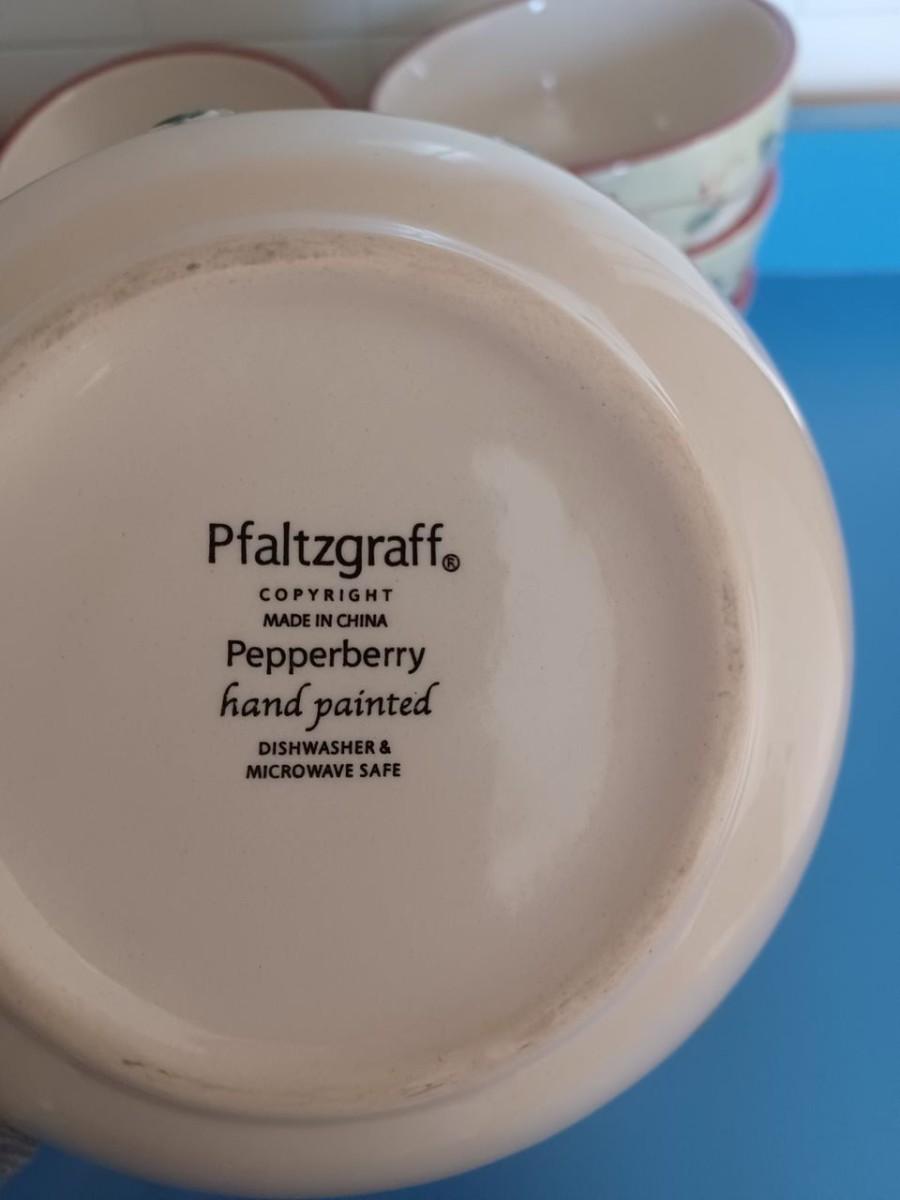 Pfaltzgraff®
COPYRIGHT
MADE IN CHINA
Pepperberry
hand painted
DISHWASHER &
MICROWAVE SAFE